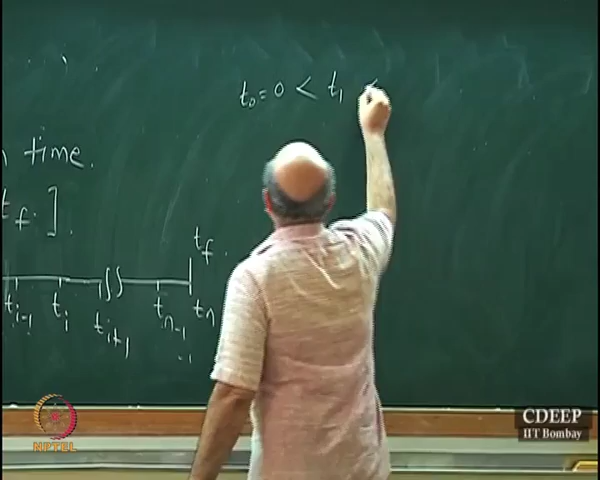 t₀ = 0 < t₁ <
time.
t_f.]
t_f.
t_{i-1} t_i t_{i+1} t_{n-1} t_n
NPTEL
CDEEP
IIT Bombay